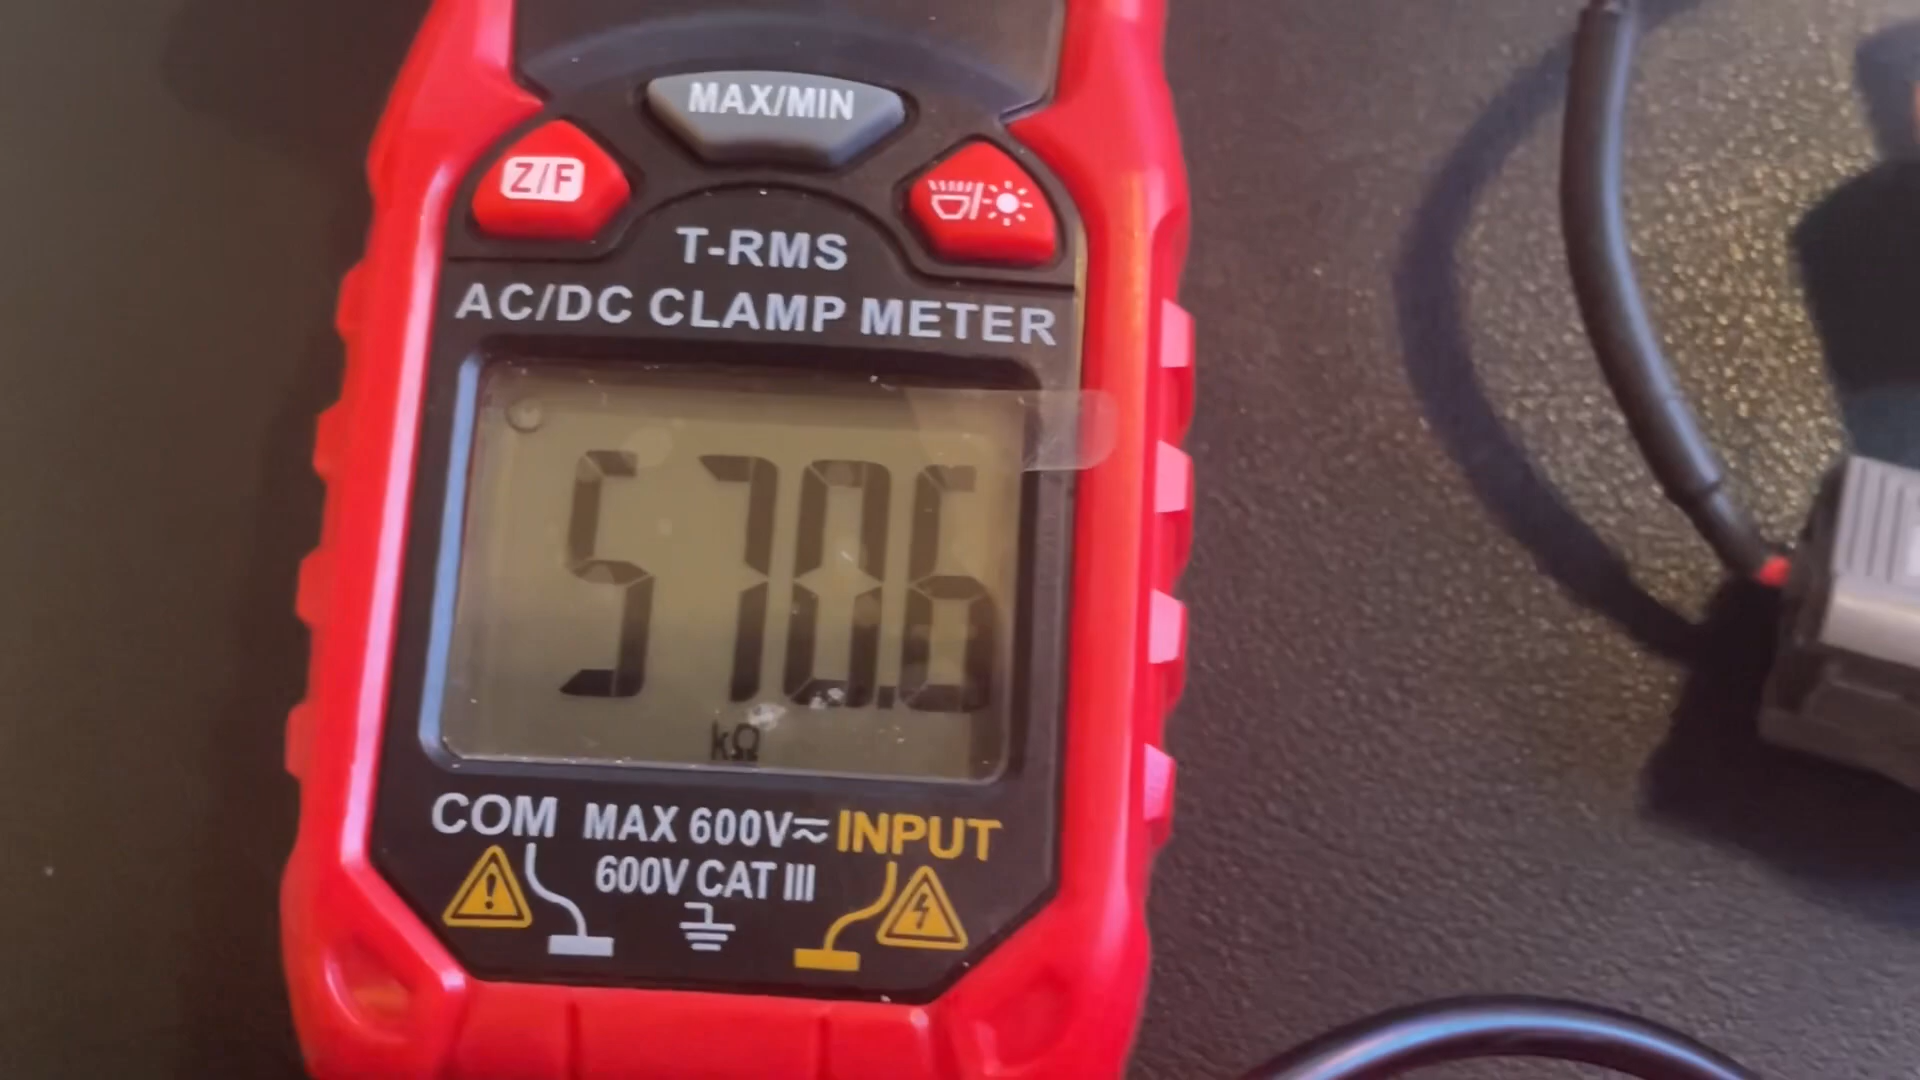 MAX/MIN
Z/F
T-RMS
AC/DC CLAMP METER
570.6
kΩ
COM MAX 600V⎓~ INPUT
600V CAT III